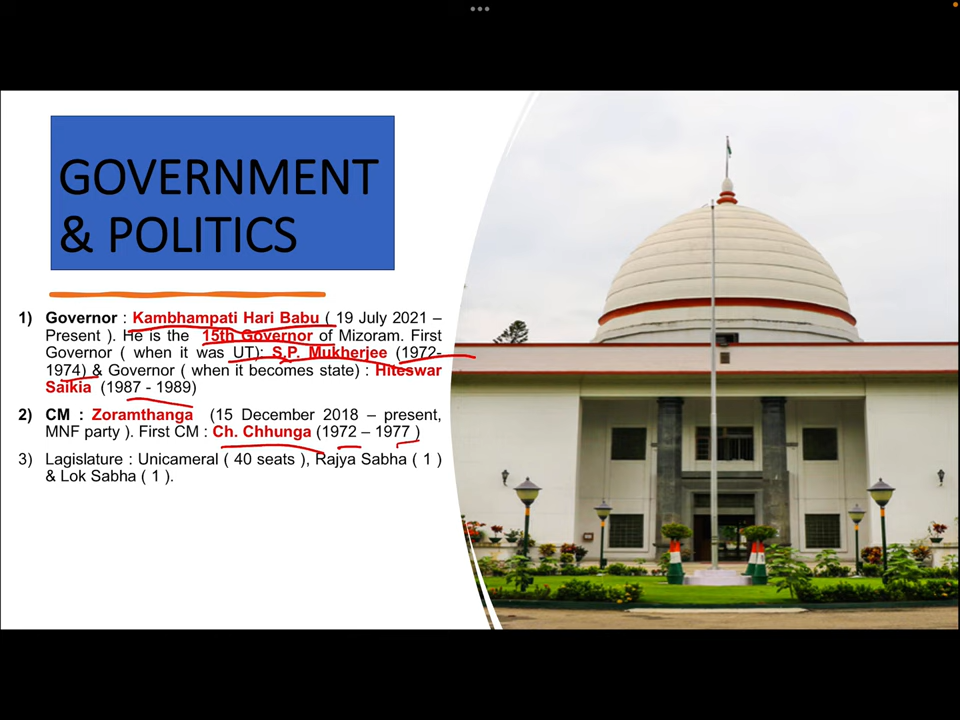 GOVERNMENT
& POLITICS
1) Governor : Kambhampati Hari Babu ( 19 July 2021 –
Present ). He is the 15th Governor of Mizoram. First
Governor ( when it was UT): S.P. Mukherjee (1972-
1974) & Governor ( when it becomes state) : Hiteswar
Saikia (1987 - 1989)
2) CM : Zoramthanga (15 December 2018 – present,
MNF party ). First CM : Ch. Chhunga (1972 – 1977 )
3) Lagislature : Unicameral ( 40 seats ), Rajya Sabha ( 1 )
& Lok Sabha ( 1 ).